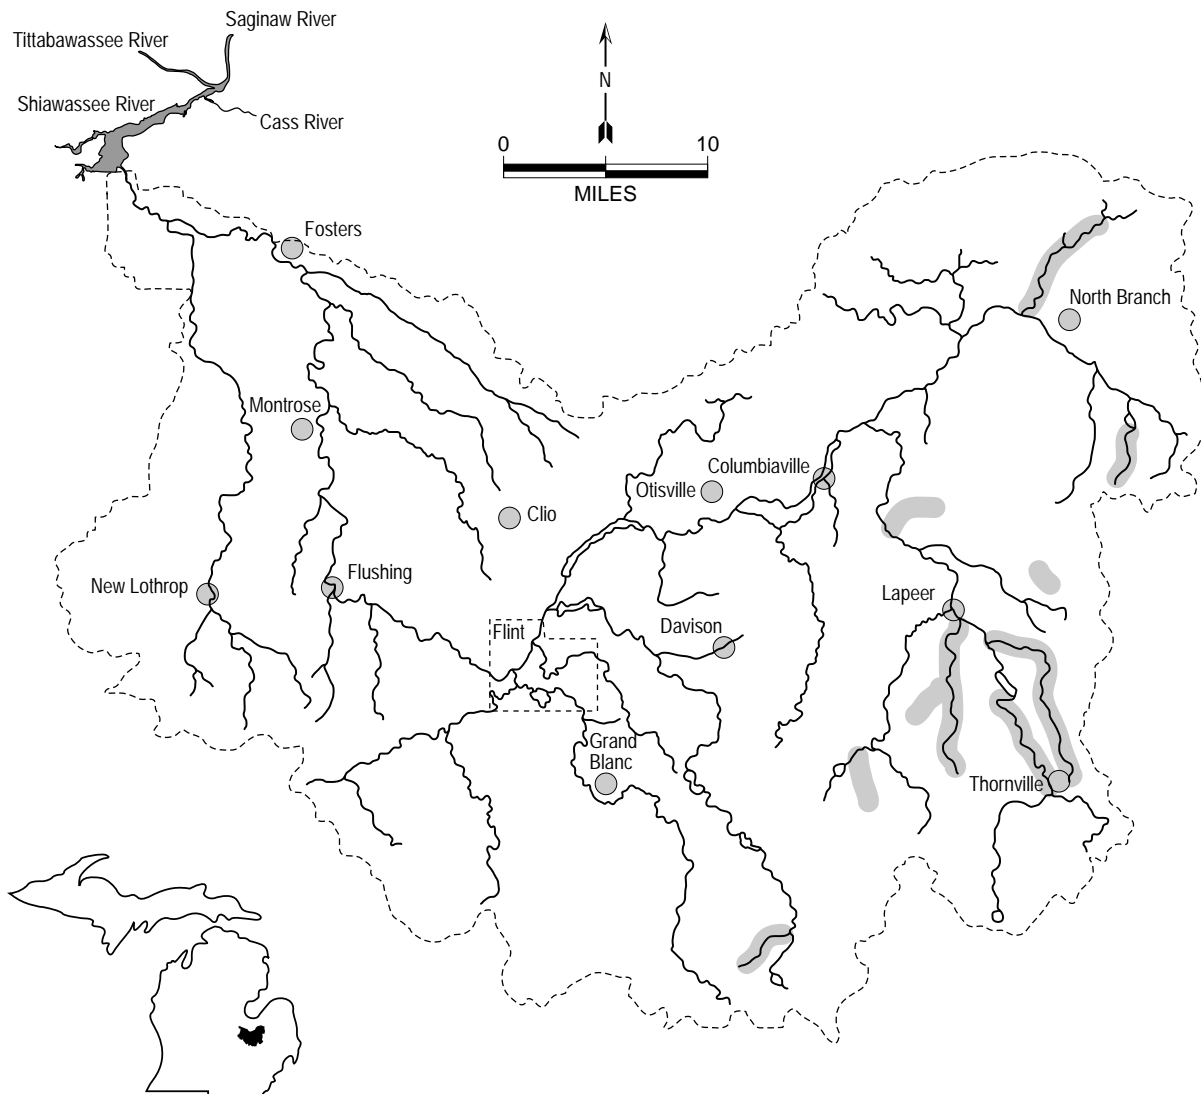 Saginaw River
Tittabawassee River
Shiawassee River
Cass River
N
0 10
MILES
Fosters
North Branch
Montrose
Columbiaville
Otisville
Clio
New Lothrop
Flushing
Lapeer
Flint
Davison
Grand
Blanc
Thornville